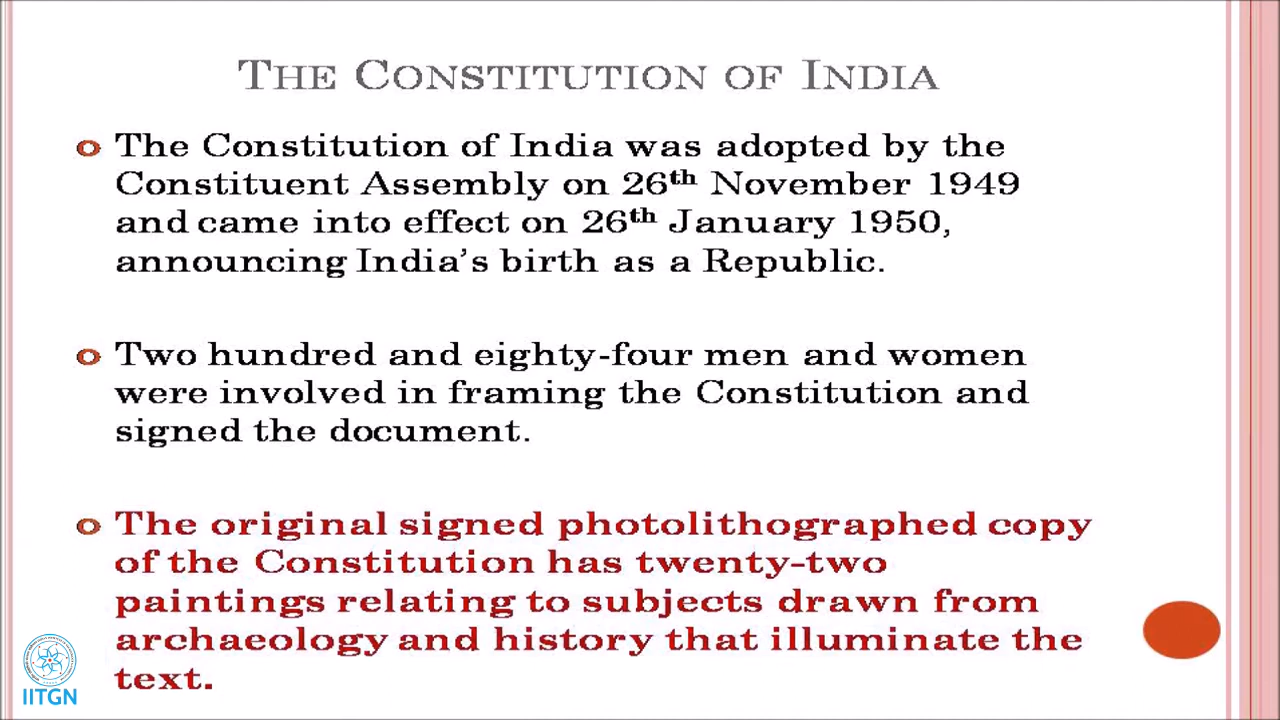 THE CONSTITUTION OF INDIA
The Constitution of India was adopted by the
Constituent Assembly on 26th November 1949
and came into effect on 26th January 1950,
announcing India's birth as a Republic.
Two hundred and eighty-four men and women
were involved in framing the Constitution and
signed the document.
The original signed photolithographed copy
of the Constitution has twenty-two
paintings relating to subjects drawn from
archaeology and history that illuminate the
text.
IITGN